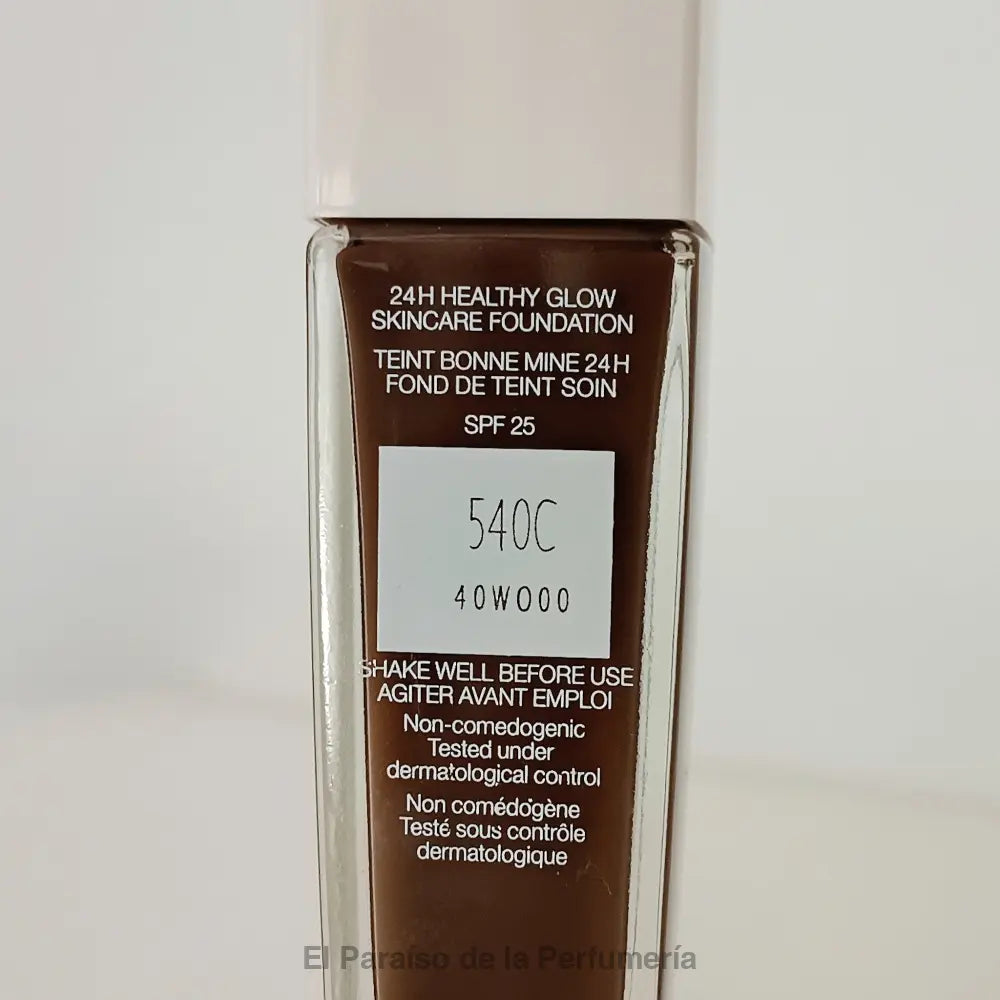 24H HEALTHY GLOW
SKINCARE FOUNDATION
TEINT BONNE MINE 24H
FOND DE TEINT SOIN
SPF 25
540C
40W000
SHAKE WELL BEFORE USE
AGITER AVANT EMPLOI
Non-comedogenic
Tested under
dermatological control
Non comédogène
Testé sous contrôle
dermatologique
El Paraíso de la Perfumería